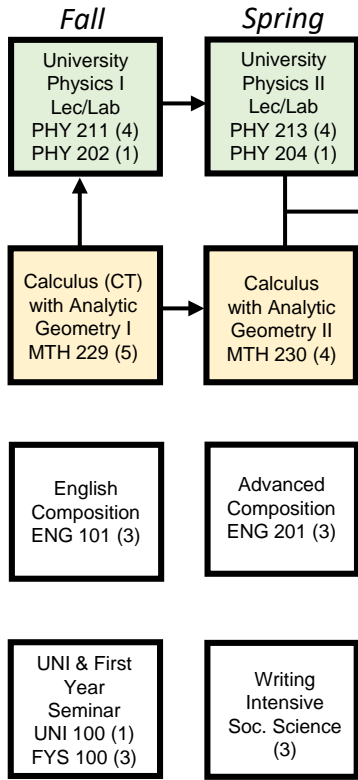 Fall
Spring
University
Physics I
Lec/Lab
PHY 211 (4)
PHY 202 (1)
University
Physics II
Lec/Lab
PHY 213 (4)
PHY 204 (1)
Calculus (CT)
with Analytic
Geometry I
MTH 229 (5)
Calculus
with Analytic
Geometry II
MTH 230 (4)
English
Composition
ENG 101 (3)
Advanced
Composition
ENG 201 (3)
UNI & First
Year
Seminar
UNI 100 (1)
FYS 100 (3)
Writing
Intensive
Soc. Science
(3)